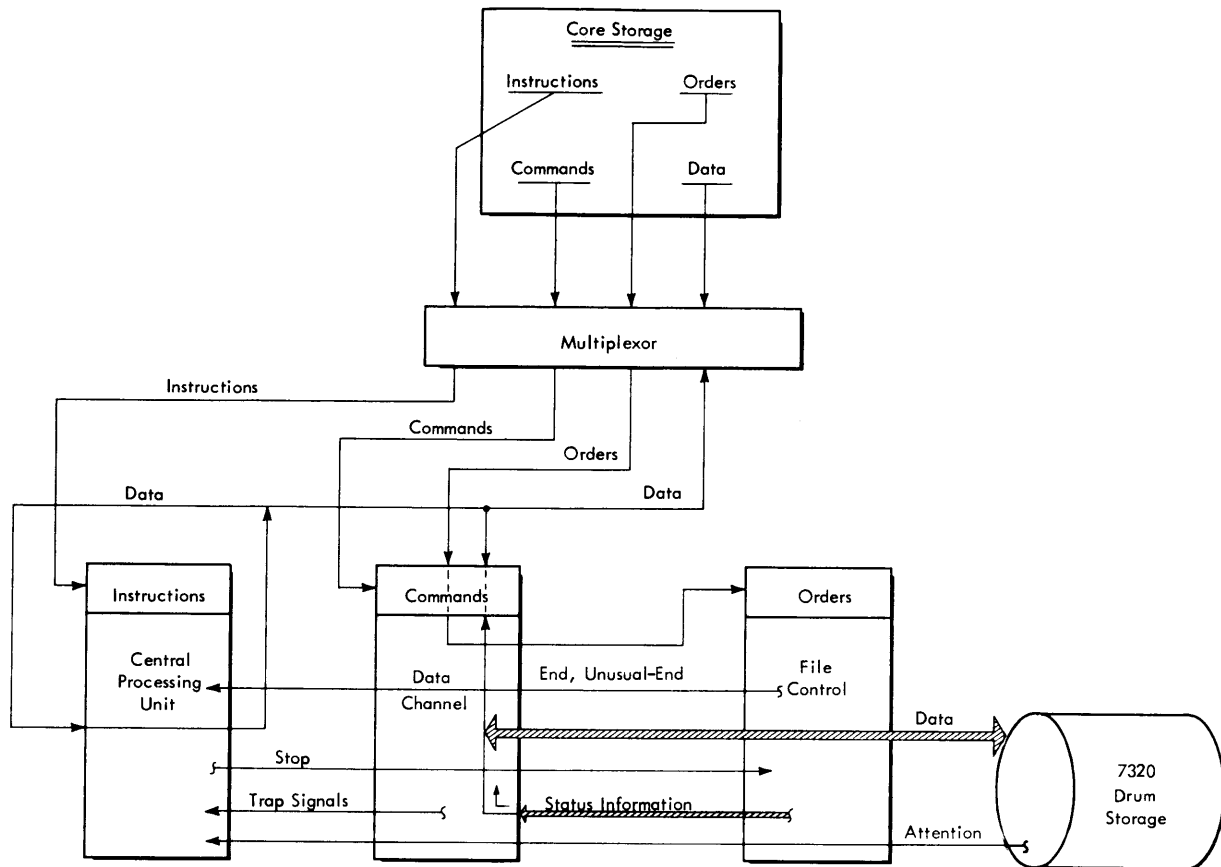 Core Storage
Instructions
Orders
Commands
Data
Multiplexor
Instructions
Commands
Orders
Data
Data
Instructions
Commands
Orders
Central
Processing
Unit
Data
Channel
End, Unusual-End
File
Control
Data
Stop
Trap Signals
Status Information
Attention
7320
Drum
Storage